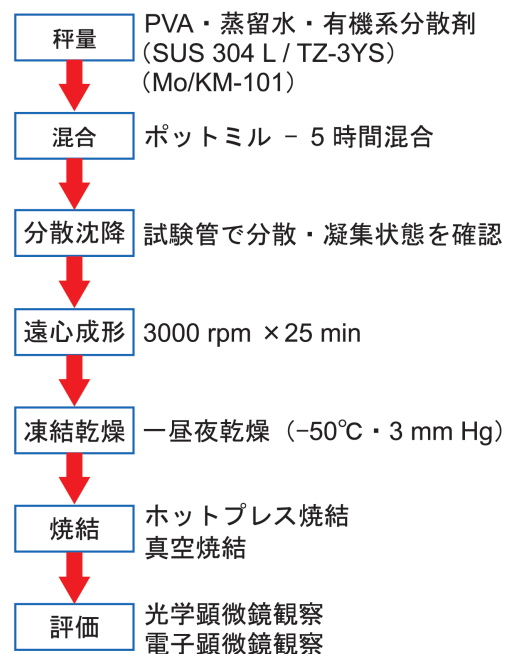 秤量
PVA・蒸留水・有機系分散剤
(SUS 304 L / TZ-3YS)
(Mo/KM-101)
混合
ポットミル − 5 時間混合
分散沈降
試験管で分散・凝集状態を確認
遠心成形
3000 rpm ×25 min
凍結乾燥
一昼夜乾燥（−50℃・3 mm Hg）
焼結
ホットプレス焼結
真空焼結
評価
光学顕微鏡観察
電子顕微鏡観察